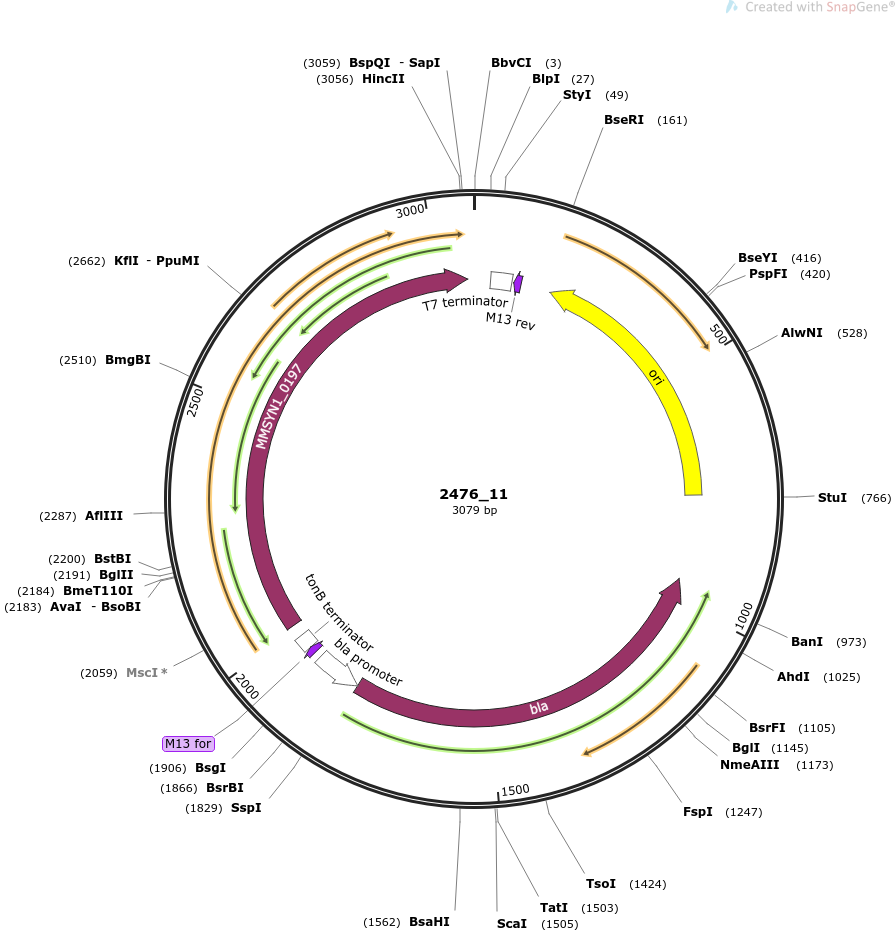 Created with SnapGene®
(3059) BspQI - SapI
(3056) HincII
BbvCI (3)
BlpI (27)
StyI (49)
BseRI (161)
BseYI (416)
PspFI (420)
AlwNI (528)
StuI (766)
BanI (973)
AhdI (1025)
BsrFI (1105)
BglI (1145)
NmeAIII (1173)
FspI (1247)
TsoI (1424)
TatI (1503)
ScaI (1505)
(1562) BsaHI
(1829) SspI
(1866) BsrBI
(1906) BsgI
M13 for
(2059) MscI *
(2183) AvaI - BsoBI
(2184) BmeT110I
(2191) BglII
(2200) BstBI
(2287) AflIII
(2510) BmgBI
(2662) KflI - PpuMI
3000
500
1000
1500
2000
2500
T7 terminator
M13 rev
ori
MMSYN1_0197
tonB terminator
bla promoter
bla
2476_11
3079 bp